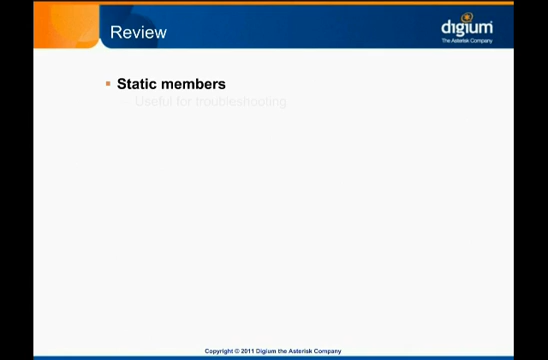 Review
digium
The Asterisk Company
Static members
Useful for troubleshooting
Copyright © 2011 Digium the Asterisk Company